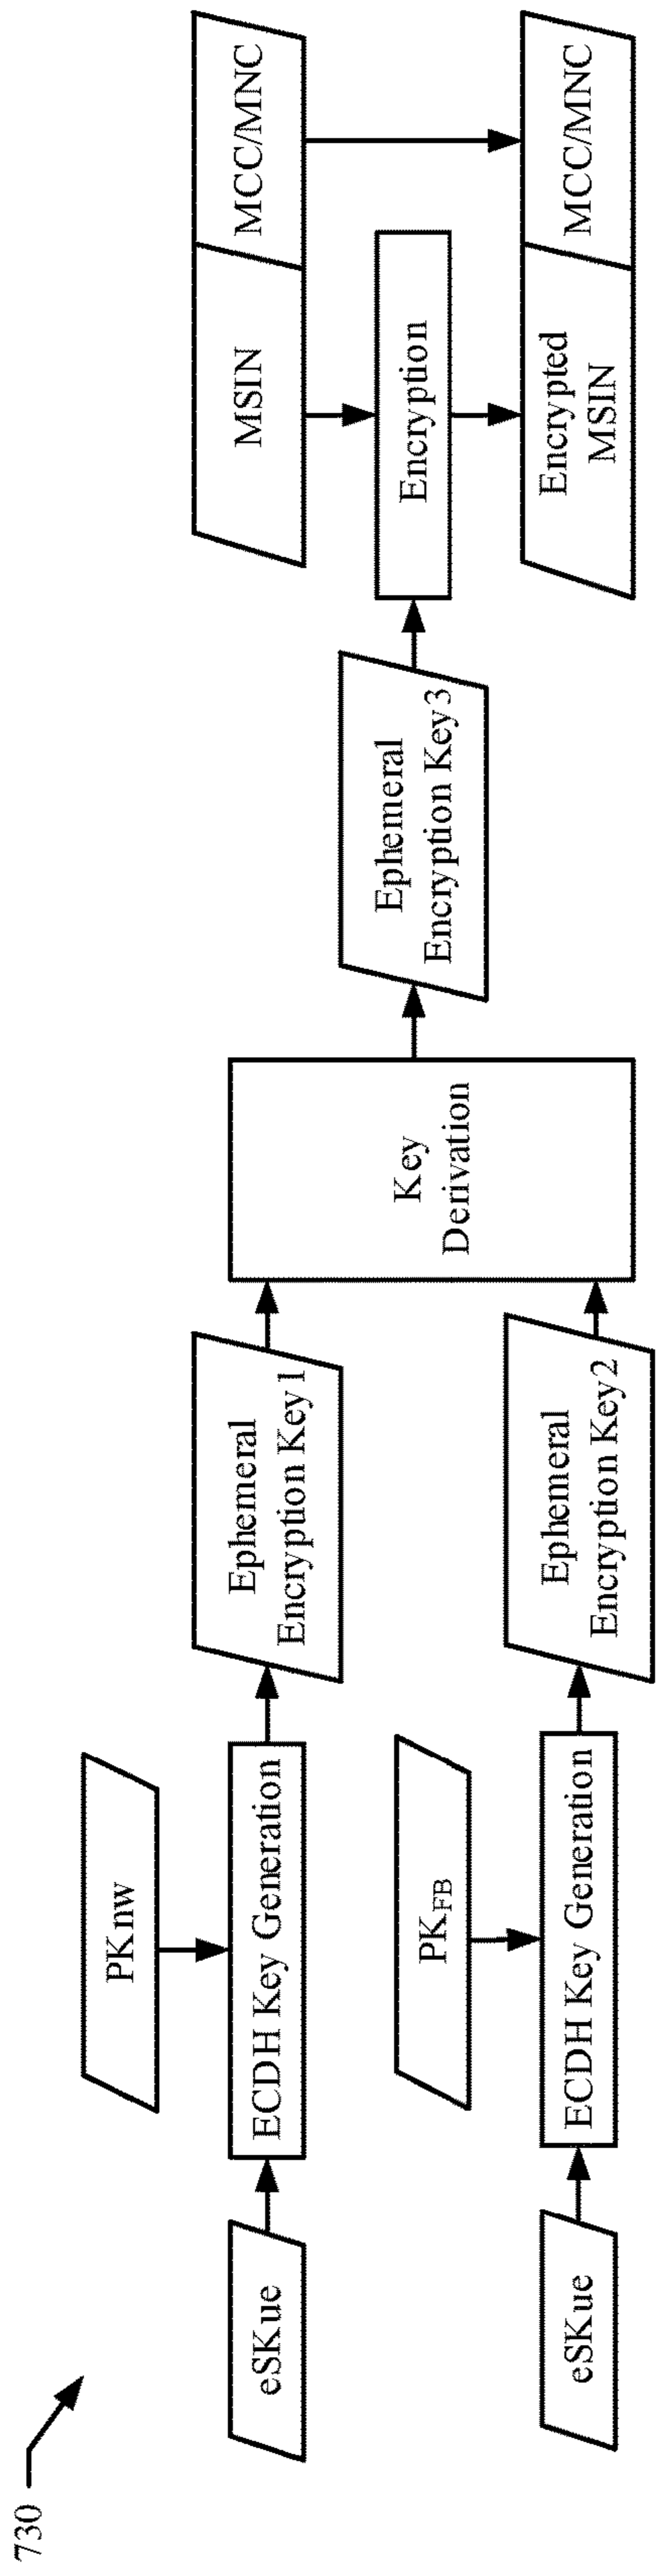 730
eSKue
PKnw
ECDH Key Generation
Ephemeral
Encryption Key1
eSKue
PKFB
ECDH Key Generation
Ephemeral
Encryption Key2
Key
Derivation
Ephemeral
Encryption Key3
MSIN
MCC/MNC
Encryption
Encrypted
MSIN
MCC/MNC